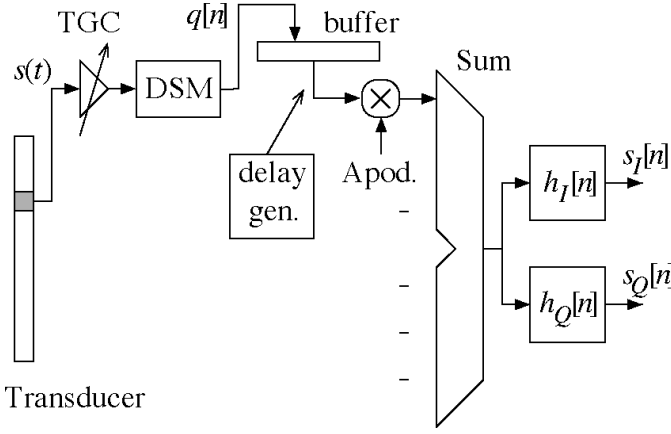 TGC
q[n]
buffer
s(t)
DSM
Sum
delay
gen.
Apod.
h_I[n]
s_I[n]
h_Q[n]
s_Q[n]
Transducer